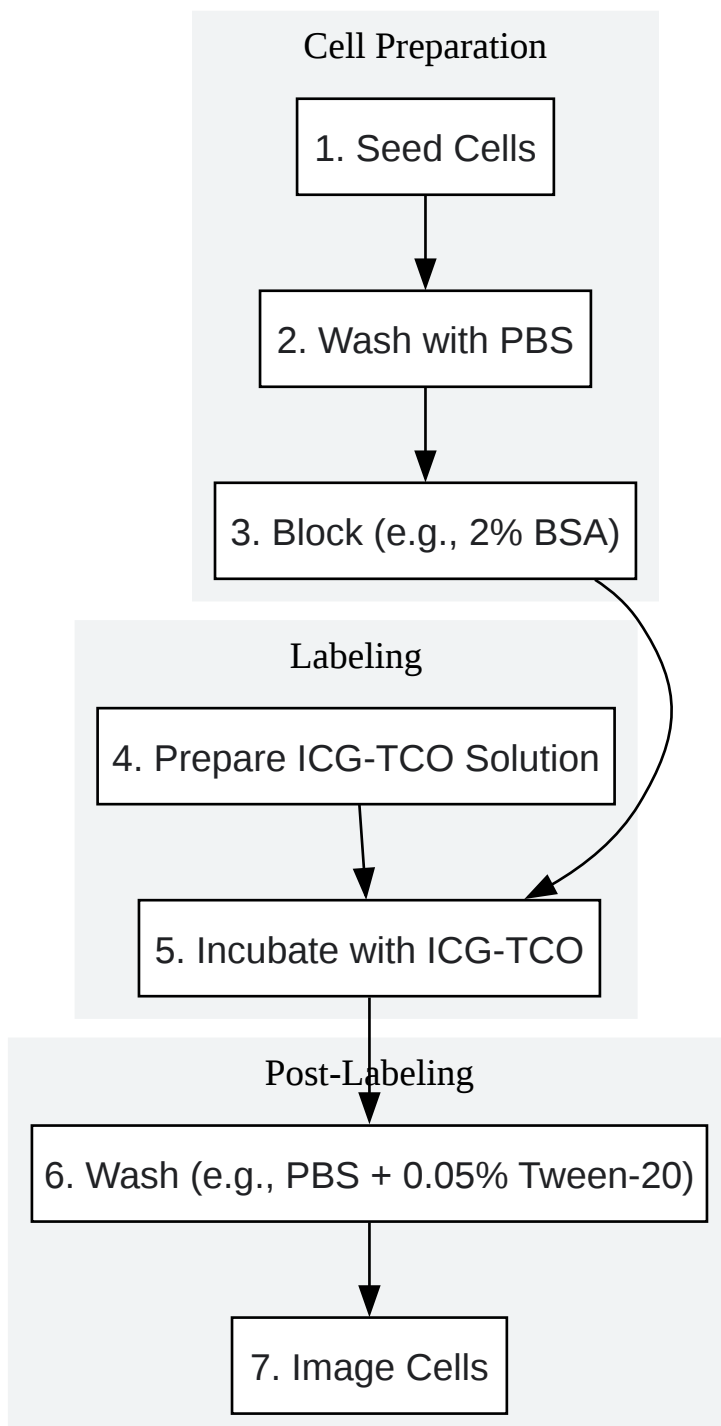 Cell Preparation
1. Seed Cells
2. Wash with PBS
3. Block (e.g., 2% BSA)
Labeling
4. Prepare ICG-TCO Solution
5. Incubate with ICG-TCO
Post-Labeling
6. Wash (e.g., PBS + 0.05% Tween-20)
7. Image Cells